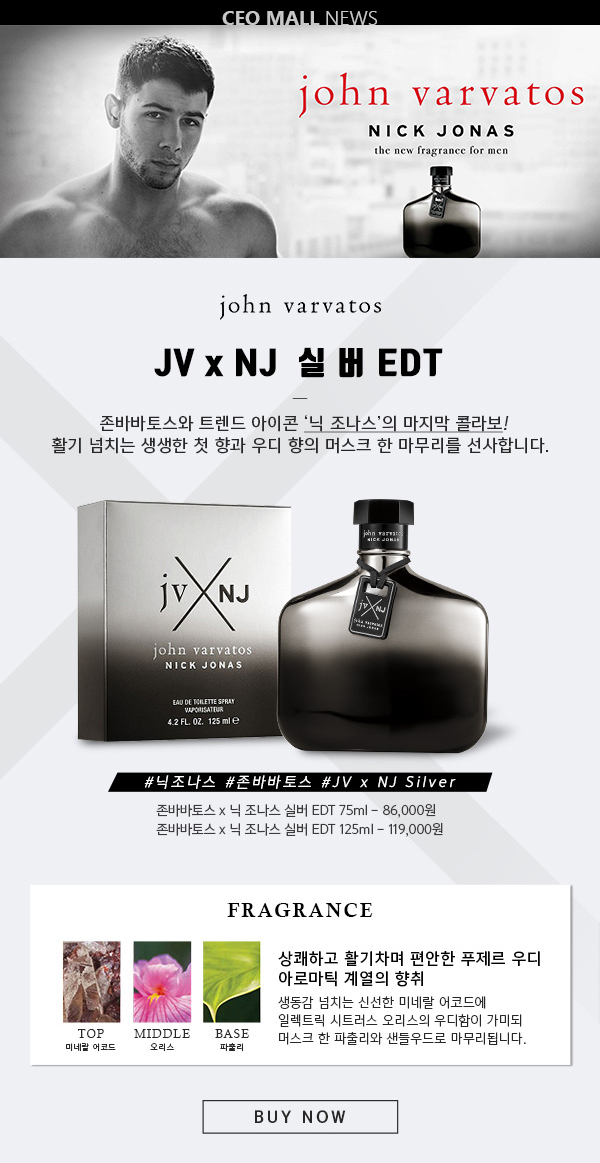 CEO MALL NEWS
john varvatos
NICK JONAS
the new fragrance for men
john varvatos
JV x NJ 실버 EDT
존바바토스와 트렌드 아이콘 ‘닉 조나스’의 마지막 콜라보!
활기 넘치는 생생한 첫 향과 우디 향의 머스크 한 마무리를 선사합니다.
jv X NJ
john varvatos
NICK JONAS
EAU DE TOILETTE SPRAY
VAPORISATEUR
4.2 FL. OZ. 125 ml ℮
john varvatos
NICK JONAS
jv X NJ
john varvatos
NICK JONAS
#닉조나스 #존바바토스 #JV x NJ Silver
존바바토스 x 닉 조나스 실버 EDT 75ml - 86,000원
존바바토스 x 닉 조나스 실버 EDT 125ml - 119,000원
FRAGRANCE
TOP
미네랄 어코드
MIDDLE
오리스
BASE
파출리
상쾌하고 활기차며 편안한 푸제르 우디
아로마틱 계열의 향취
생동감 넘치는 신선한 미네랄 어코드에
일렉트릭 시트러스 오리스의 우디함이 가미되
머스크 한 파출리와 샌들우드로 마무리됩니다.
BUY NOW